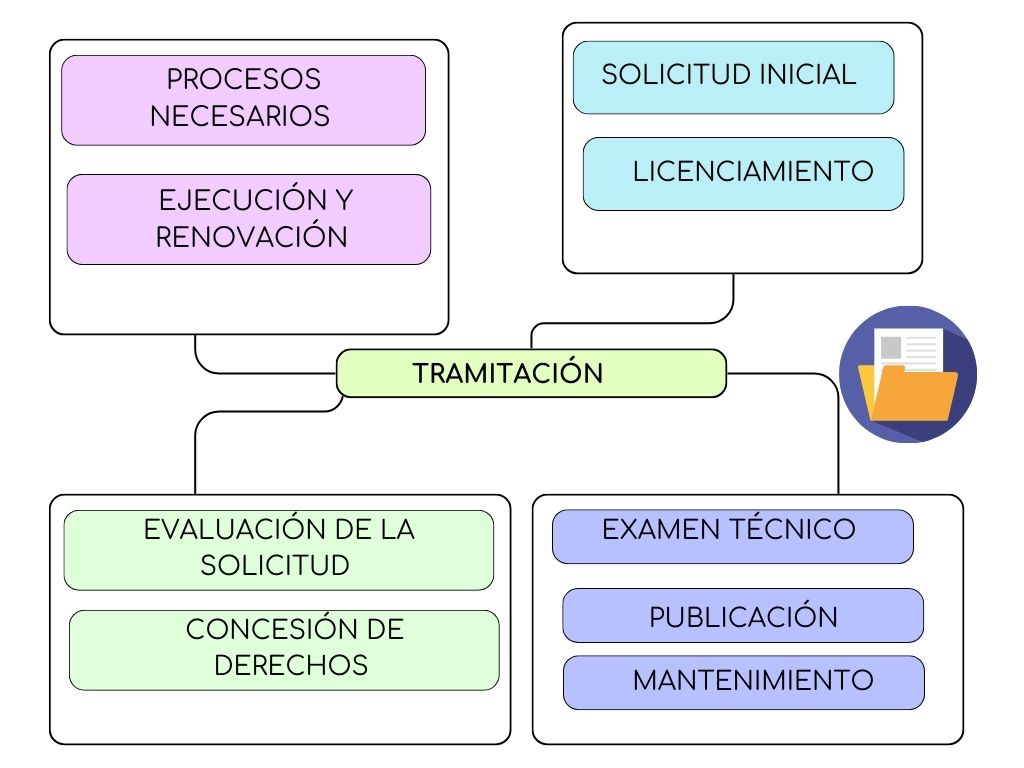 PROCESOS
NECESARIOS
EJECUCIÓN Y
RENOVACIÓN
SOLICITUD INICIAL
LICENCIAMIENTO
TRAMITACIÓN
EVALUACIÓN DE LA
SOLICITUD
CONCESIÓN DE
DERECHOS
EXAMEN TÉCNICO
PUBLICACIÓN
MANTENIMIENTO